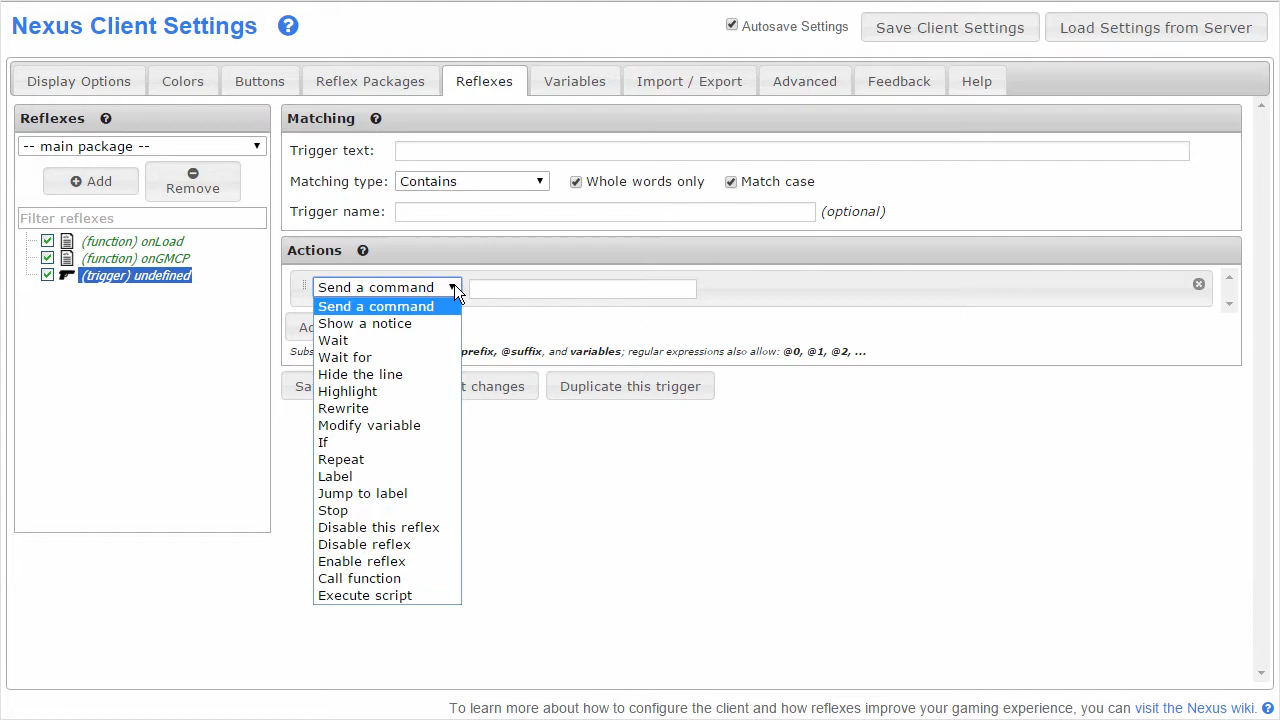 Nexus Client Settings
Autosave Settings
Save Client Settings
Load Settings from Server
Display Options
Colors
Buttons
Reflex Packages
Reflexes
Variables
Import / Export
Advanced
Feedback
Help
Reflexes
-- main package --
Add
Remove
Filter reflexes
(function) onLoad
(function) onGMCP
(trigger) undefined
Matching
Trigger text:
Matching type: Contains Whole words only Match case
Trigger name: (optional)
Actions
Send a command
Send a command
Show a notice
Wait
Wait for
Hide the line
Highlight
Rewrite
Modify variable
If
Repeat
Label
Jump to label
Stop
Disable this reflex
Disable reflex
Enable reflex
Call function
Execute script
prefix, @suffix, and variables; regular expressions also allow: @0, @1, @2, ...
changes
Duplicate this trigger
To learn more about how to configure the client and how reflexes improve your gaming experience, you can visit the Nexus wiki.